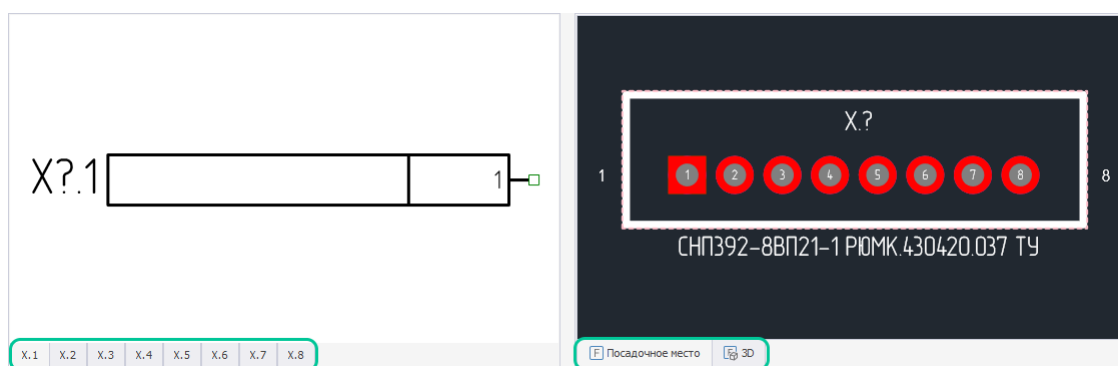 X?.1
1
X.1 X.2 X.3 X.4 X.5 X.6 X.7 X.8
X.?
1 1 2 3 4 5 6 7 8 8
СНП392-8ВП21-1 РЮМК.430420.037 ТУ
F Посадочное место 3D